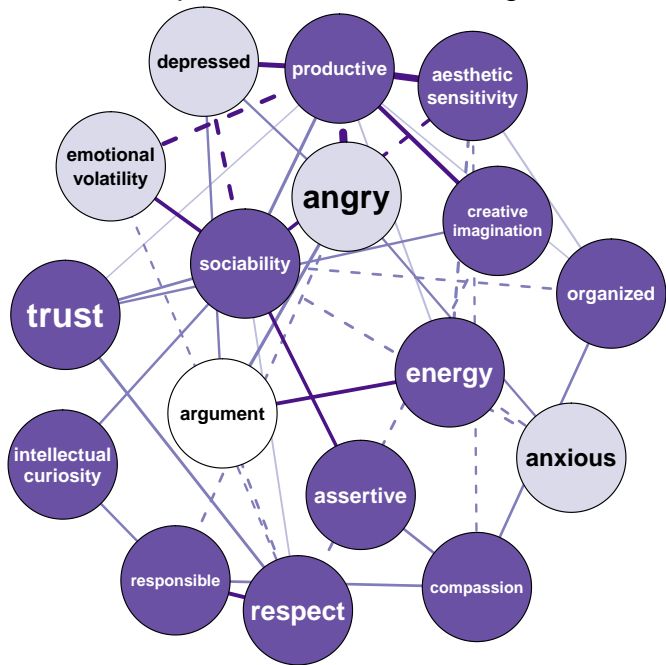 depressed
productive
aesthetic
sensitivity
emotional
volatility
angry
creative
imagination
sociability
organized
trust
energy
argument
intellectual
curiosity
anxious
assertive
responsible
compassion
respect